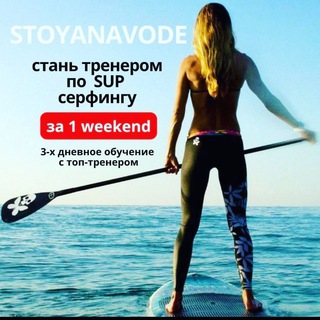 STOYANAVODE
стань тренером
по SUP
серфингу
за 1 weekend
3-х дневное обучение
с топ-тренером